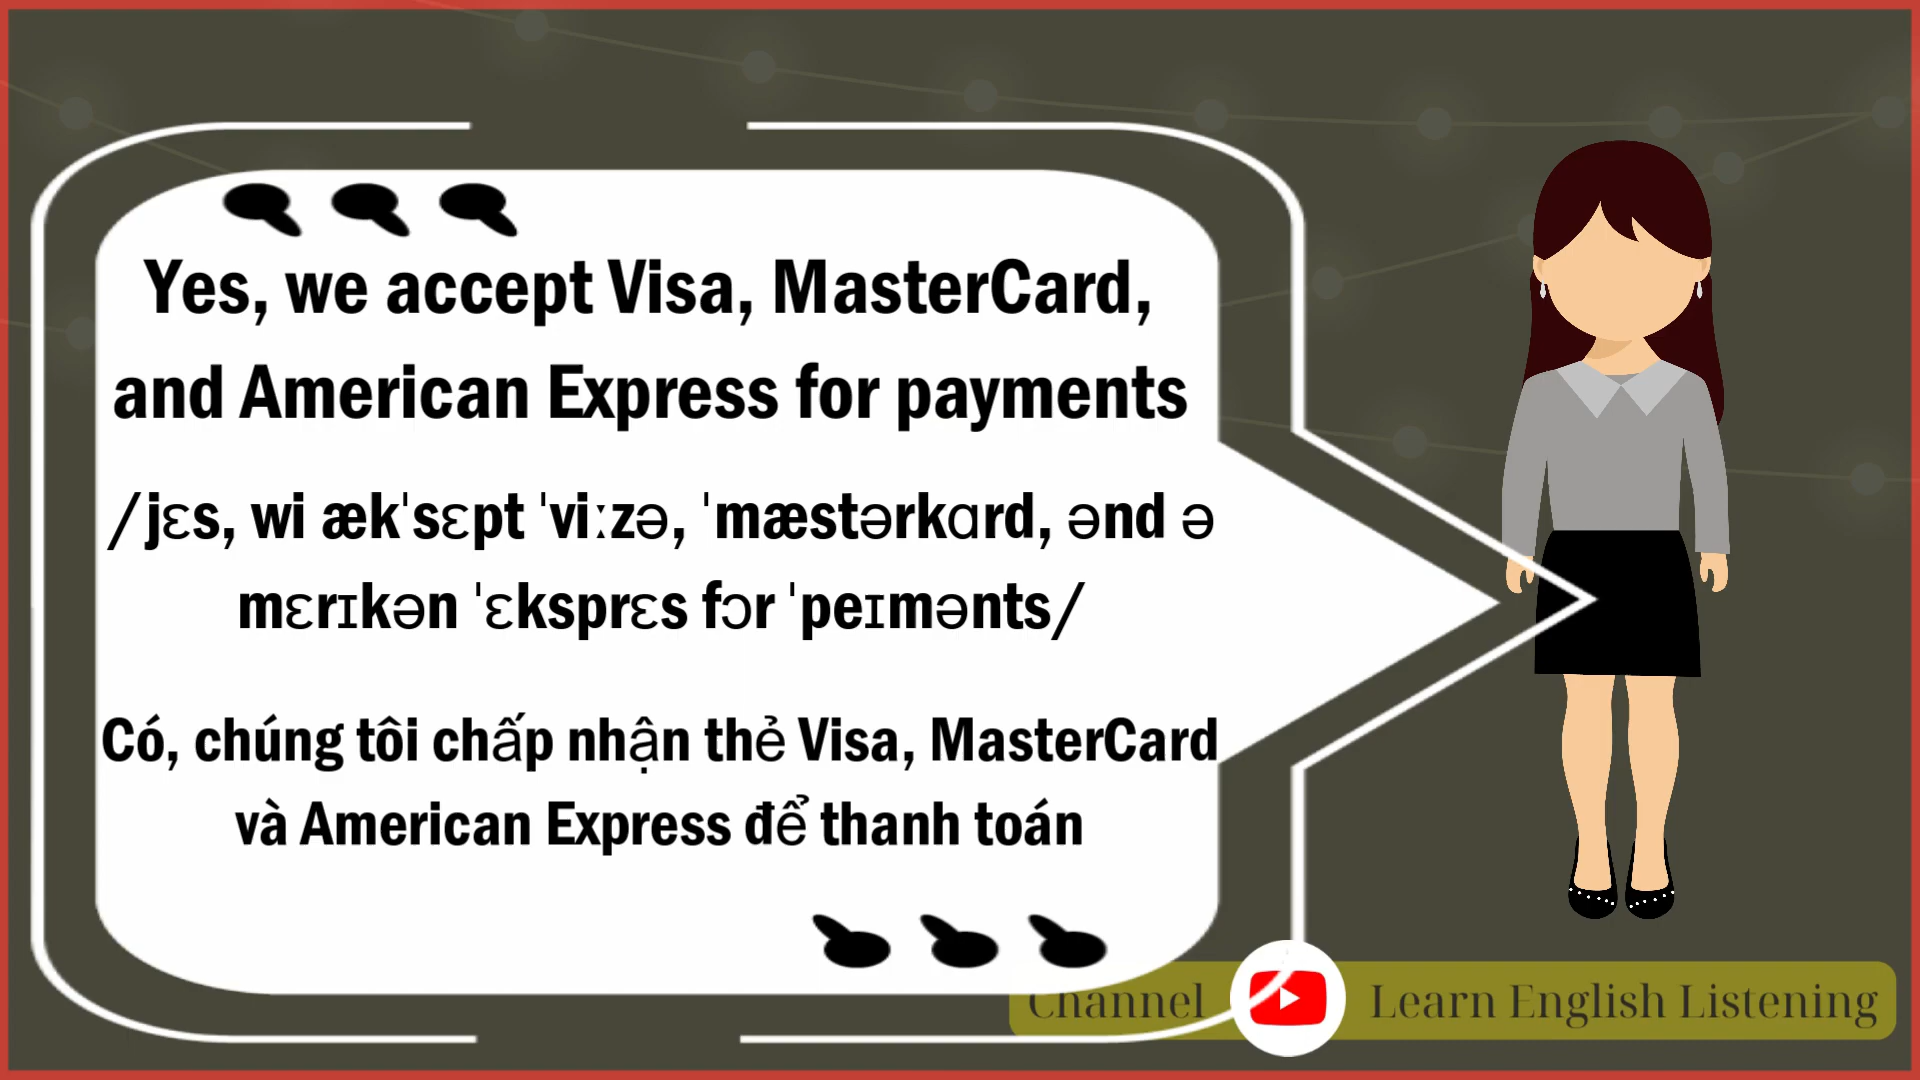 Yes, we accept Visa, MasterCard,
and American Express for payments
/jɛs, wi ækˈsɛpt ˈviːzə, ˈmæstərkɑrd, ənd ə
mɛrɪkən ˈɛksprɛs fɔr ˈpeɪmənts/
Có, chúng tôi chấp nhận thẻ Visa, MasterCard
và American Express để thanh toán
Channel Learn English Listening